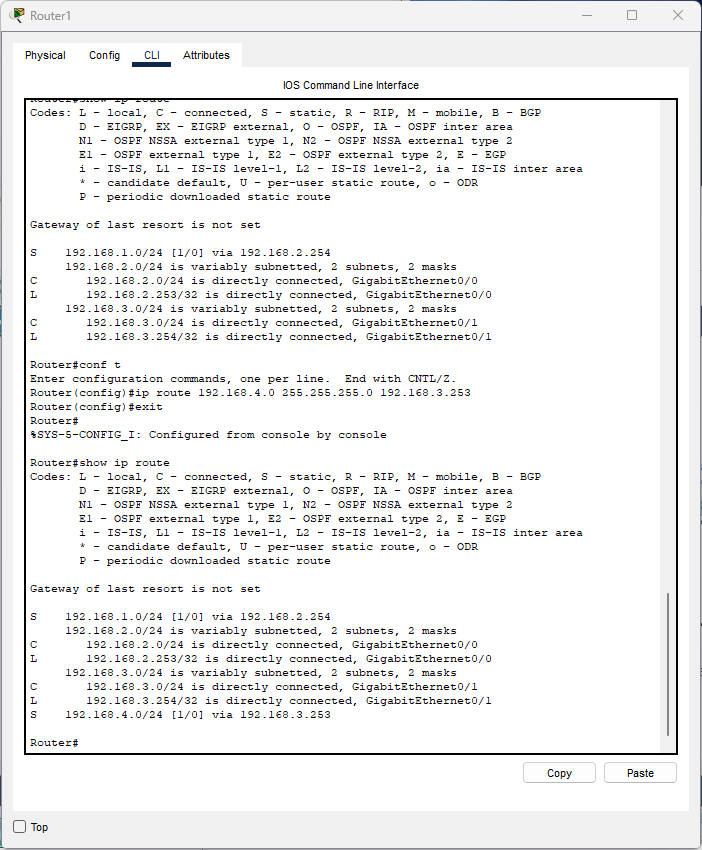 Router1
Physical Config CLI Attributes
IOS Command Line Interface
Router#show ip route
Codes: L - local, C - connected, S - static, R - RIP, M - mobile, B - BGP
D - EIGRP, EX - EIGRP external, O - OSPF, IA - OSPF inter area
N1 - OSPF NSSA external type 1, N2 - OSPF NSSA external type 2
E1 - OSPF external type 1, E2 - OSPF external type 2, E - EGP
i - IS-IS, L1 - IS-IS level-1, L2 - IS-IS level-2, ia - IS-IS inter area
* - candidate default, U - per-user static route, o - ODR
P - periodic downloaded static route
Gateway of last resort is not set
S 192.168.1.0/24 [1/0] via 192.168.2.254
192.168.2.0/24 is variably subnetted, 2 subnets, 2 masks
C 192.168.2.0/24 is directly connected, GigabitEthernet0/0
L 192.168.2.253/32 is directly connected, GigabitEthernet0/0
192.168.3.0/24 is variably subnetted, 2 subnets, 2 masks
C 192.168.3.0/24 is directly connected, GigabitEthernet0/1
L 192.168.3.254/32 is directly connected, GigabitEthernet0/1
Router#conf t
Enter configuration commands, one per line. End with CNTL/Z.
Router(config)#ip route 192.168.4.0 255.255.255.0 192.168.3.253
Router(config)#exit
Router#
%SYS-5-CONFIG_I: Configured from console by console
Router#show ip route
Codes: L - local, C - connected, S - static, R - RIP, M - mobile, B - BGP
D - EIGRP, EX - EIGRP external, O - OSPF, IA - OSPF inter area
N1 - OSPF NSSA external type 1, N2 - OSPF NSSA external type 2
E1 - OSPF external type 1, E2 - OSPF external type 2, E - EGP
i - IS-IS, L1 - IS-IS level-1, L2 - IS-IS level-2, ia - IS-IS inter area
* - candidate default, U - per-user static route, o - ODR
P - periodic downloaded static route
Gateway of last resort is not set
S 192.168.1.0/24 [1/0] via 192.168.2.254
192.168.2.0/24 is variably subnetted, 2 subnets, 2 masks
C 192.168.2.0/24 is directly connected, GigabitEthernet0/0
L 192.168.2.253/32 is directly connected, GigabitEthernet0/0
192.168.3.0/24 is variably subnetted, 2 subnets, 2 masks
C 192.168.3.0/24 is directly connected, GigabitEthernet0/1
L 192.168.3.254/32 is directly connected, GigabitEthernet0/1
S 192.168.4.0/24 [1/0] via 192.168.3.253
Router#
Copy Paste
Top